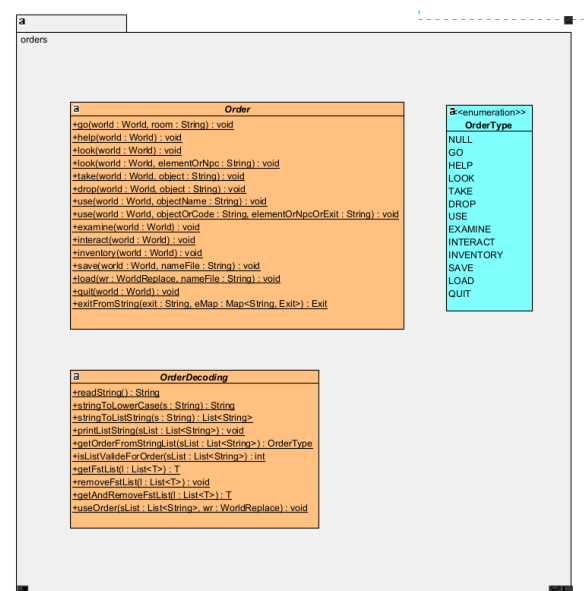 a
orders
a
Order
+go(world : World, room : String) : void
+help(world : World) : void
+look(world : World) : void
+look(world : World, elementOrNpc : String) : void
+take(world : World, object : String) : void
+drop(world : World, object : String) : void
+use(world : World, objectName : String) : void
+use(world : World, objectOrCode : String, elementOrNpcOrExit : String) : void
+examine(world : World) : void
+interact(world : World) : void
+inventory(world : World) : void
+save(world : World, nameFile : String) : void
+load(wr : WorldReplace, nameFile : String) : void
+quit(world : World) : void
+exitFromString(exit : String, eMap : Map<String, Exit>) : Exit
a
<<enumeration>>
OrderType
NULL
GO
HELP
LOOK
TAKE
DROP
USE
EXAMINE
INTERACT
INVENTORY
SAVE
LOAD
QUIT
a
OrderDecoding
+readString() : String
+stringToLowerCase(s : String) : String
+stringToListString(s : String) : List<String>
+printListString(sList : List<String>) : void
+getOrderFromStringList(sList : List<String>) : OrderType
+isListValideForOrder(sList : List<String>) : int
+getFstList(l : List<T>) : T
+removeFstList(l : List<T>) : void
+getAndRemoveFstList(l : List<T>) : T
+useOrder(sList : List<String>, wr : WorldReplace) : void